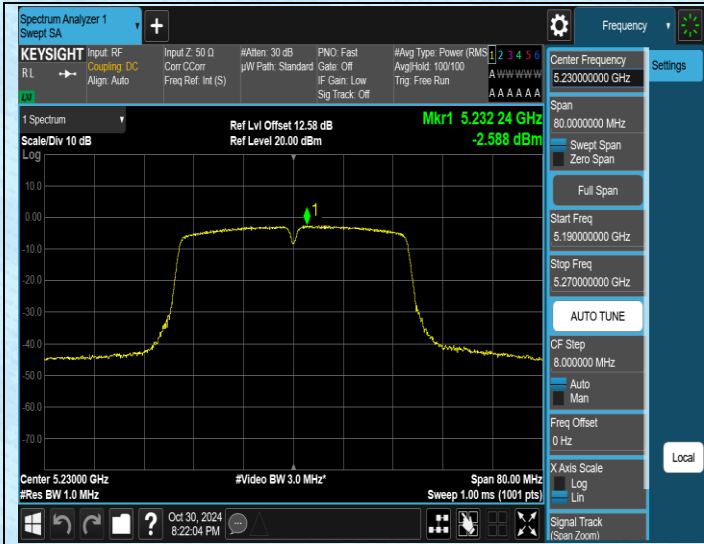 Spectrum Analyzer 1
Swept SA
Frequency
KEYSIGHT
RL
LXI
Input: RF
Coupling: DC
Align: Auto
Input Z: 50 Ω
Corr CCorr
Freq Ref: Int (S)
#Atten: 30 dB
µW Path: Standard
PNO: Fast
Gate: Off
IF Gain: Low
Sig Track: Off
#Avg Type: Power (RMS
Avg|Hold: 100/100
Trig: Free Run
1 2 3 4 5 6
A W W W W W
A A A A A A
1 Spectrum
Scale/Div 10 dB
Log
Ref Lvl Offset 12.58 dB
Ref Level 20.00 dBm
Mkr1 5.232 24 GHz
-2.588 dBm
10.0
0.00
-10.0
-20.0
-30.0
-40.0
-50.0
-60.0
-70.0
1
Center 5.23000 GHz
#Res BW 1.0 MHz
#Video BW 3.0 MHz*
Span 80.00 MHz
Sweep 1.00 ms (1001 pts)
Center Frequency
5.230000000 GHz
Span
80.0000000 MHz
Swept Span
Zero Span
Full Span
Start Freq
5.190000000 GHz
Stop Freq
5.270000000 GHz
AUTO TUNE
CF Step
8.000000 MHz
Auto
Man
Freq Offset
0 Hz
X Axis Scale
Log
Lin
Signal Track
(Span Zoom)
Settings
Local
?
Oct 30, 2024
8:22:04 PM